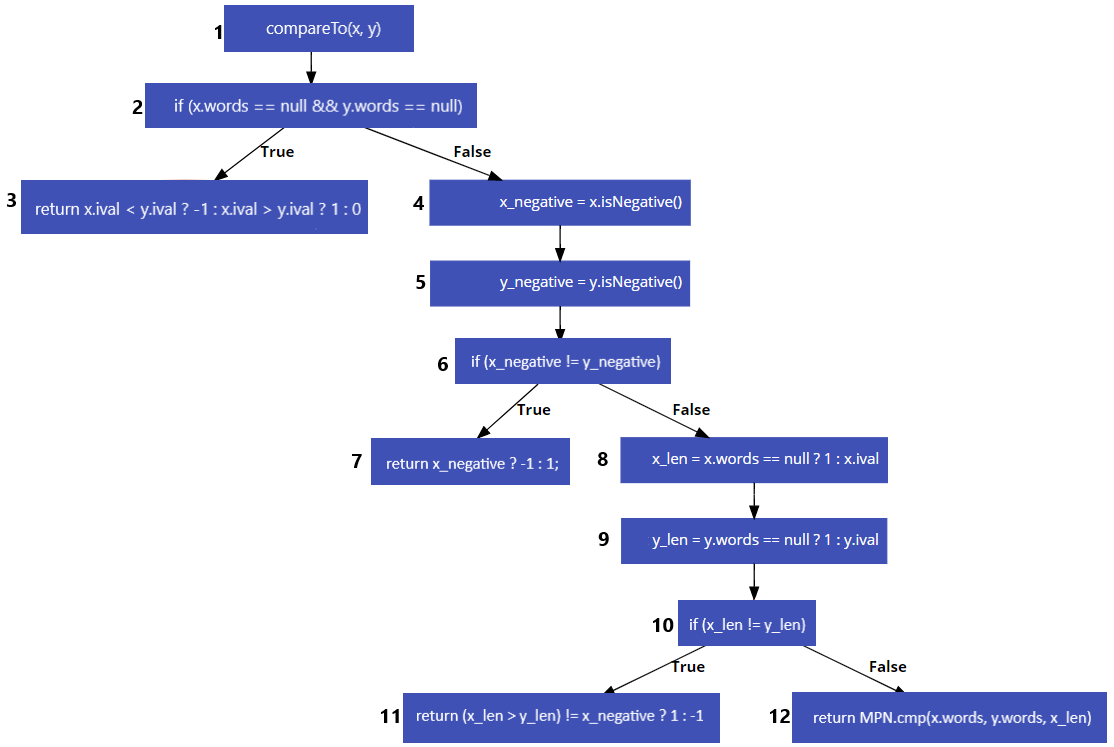 1 compareTo(x, y)
2 if (x.words == null && y.words == null)
True False
3 return x.ival < y.ival ? -1 : x.ival > y.ival ? 1 : 0
4 x_negative = x.isNegative()
5 y_negative = y.isNegative()
6 if (x_negative != y_negative)
True False
7 return x_negative ? -1 : 1;
8 x_len = x.words == null ? 1 : x.ival
9 y_len = y.words == null ? 1 : y.ival
10 if (x_len != y_len)
True False
11 return (x_len > y_len) != x_negative ? 1 : -1
12 return MPN.cmp(x.words, y.words, x_len)